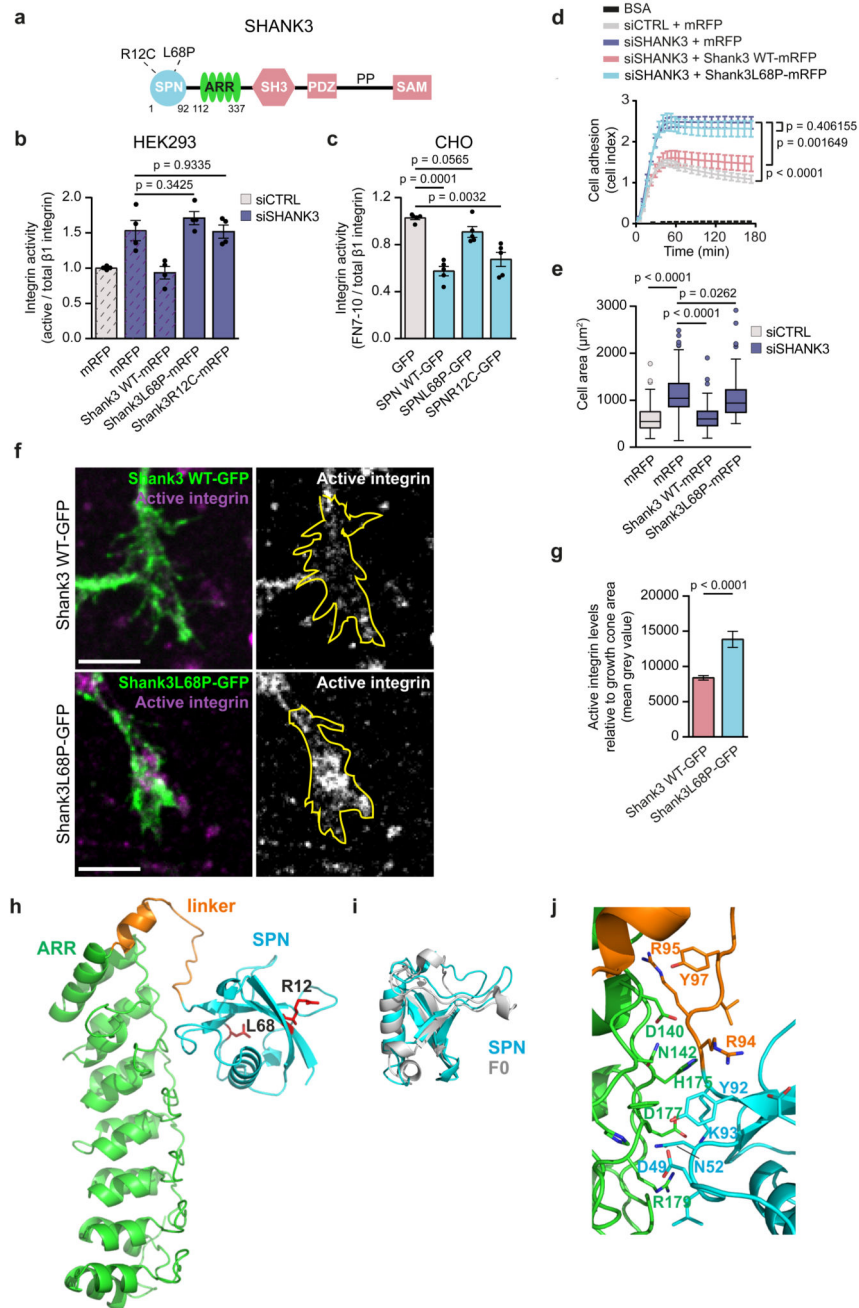 a
SHANK3
R12C
L68P
SPN
ARR
SH3
PDZ
PP
SAM
1
92
112
337
b
HEK293
p = 0.9335
p = 0.3425
siCTRL
siSHANK3
Integrin activity
(active / total β1 integrin)
2.0
1.5
1.0
0.5
0
mRFP
mRFP
Shank3 WT-mRFP
Shank3L68P-mRFP
Shank3R12C-mRFP
c
CHO
p = 0.0565
p = 0.0001
p = 0.0032
Integrin activity
(FN7-10 / total β1 integrin)
1.2
0.8
0.4
0
GFP
SPN WT-GFP
SPNL68P-GFP
SPNR12C-GFP
d
BSA
siCTRL + mRFP
siSHANK3 + mRFP
siSHANK3 + Shank3 WT-mRFP
siSHANK3 + Shank3L68P-mRFP
Cell adhesion
(cell index)
3
2
1
0
0
60
120
180
Time (min)
p = 0.406155
p = 0.001649
p < 0.0001
e
p < 0.0001
p = 0.0262
p < 0.0001
siCTRL
siSHANK3
Cell area (µm²)
3000
2000
1000
0
mRFP
mRFP
Shank3 WT-mRFP
Shank3L68P-mRFP
f
Shank3 WT-GFP
Shank3 WT-GFP
Active integrin
Active integrin
Shank3L68P-GFP
Shank3L68P-GFP
Active integrin
Active integrin
g
p < 0.0001
Active integrin levels
relative to growth cone area
(mean grey value)
20000
15000
10000
5000
0
Shank3 WT-GFP
Shank3L68P-GFP
h
linker
ARR
SPN
R12
L68
i
SPN
F0
j
R95
Y97
D140
N142
R94
H175
Y92
D177
K93
D49
N52
R179